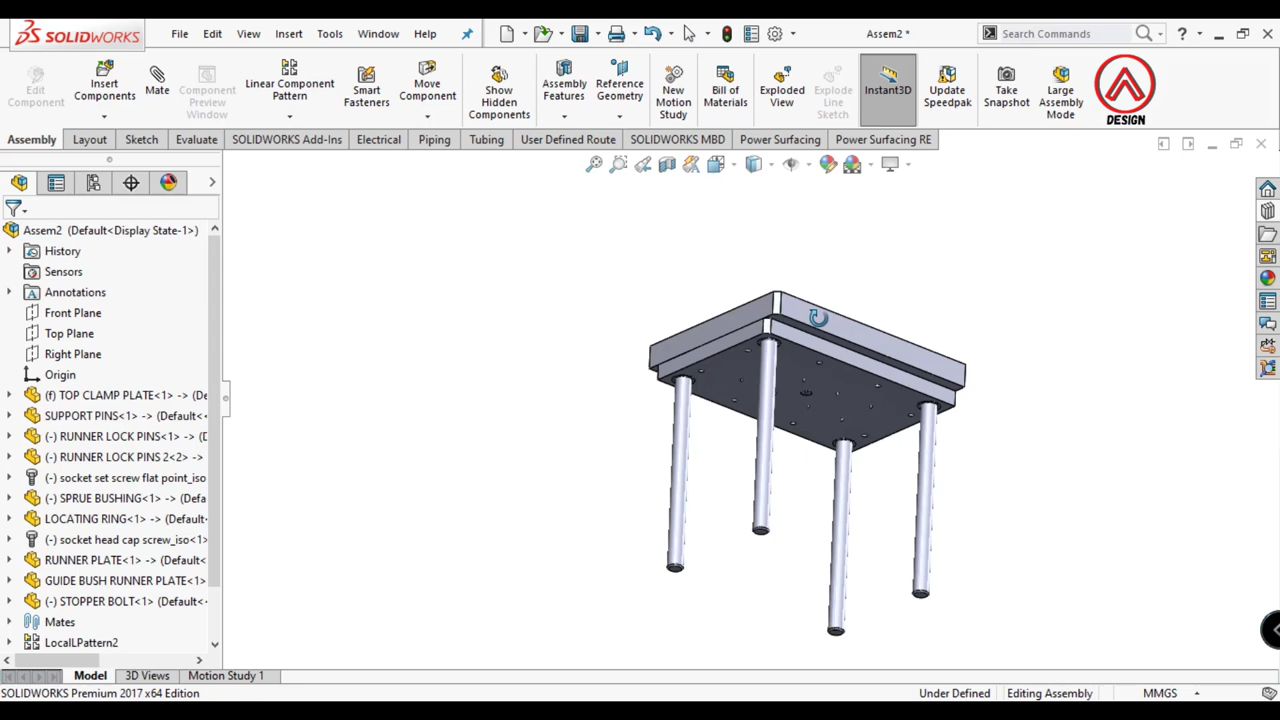 SOLIDWORKS File Edit View Insert Tools Window Help Assem2 * Search Commands ?
Edit Component
Insert Components
Mate
Component Preview Window
Linear Component Pattern
Smart Fasteners
Move Component
Show Hidden Components
Assembly Features
Reference Geometry
New Motion Study
Bill of Materials
Exploded View
Explode Line Sketch
Instant3D
Update Speedpak
Take Snapshot
Large Assembly Mode
DESIGN
Assembly Layout Sketch Evaluate SOLIDWORKS Add-Ins Electrical Piping Tubing User Defined Route SOLIDWORKS MBD Power Surfacing Power Surfacing RE
Assem2 (Default<Display State-1>)
History
Sensors
Annotations
Front Plane
Top Plane
Right Plane
Origin
(f) TOP CLAMP PLATE<1> -> (De
SUPPORT PINS<1> -> (Default<
(-) RUNNER LOCK PINS<1> -> (D
(-) RUNNER LOCK PINS 2<2> ->
(-) socket set screw flat point_iso
(-) SPRUE BUSHING<1> -> (Defa
LOCATING RING<1> -> (Default<
(-) socket head cap screw_iso<1>
RUNNER PLATE<1> -> (Default<
GUIDE BUSH RUNNER PLATE<1>
(-) STOPPER BOLT<1> (Default<
Mates
LocalLPattern2
Model 3D Views Motion Study 1
SOLIDWORKS Premium 2017 x64 Edition Under Defined Editing Assembly MMGS